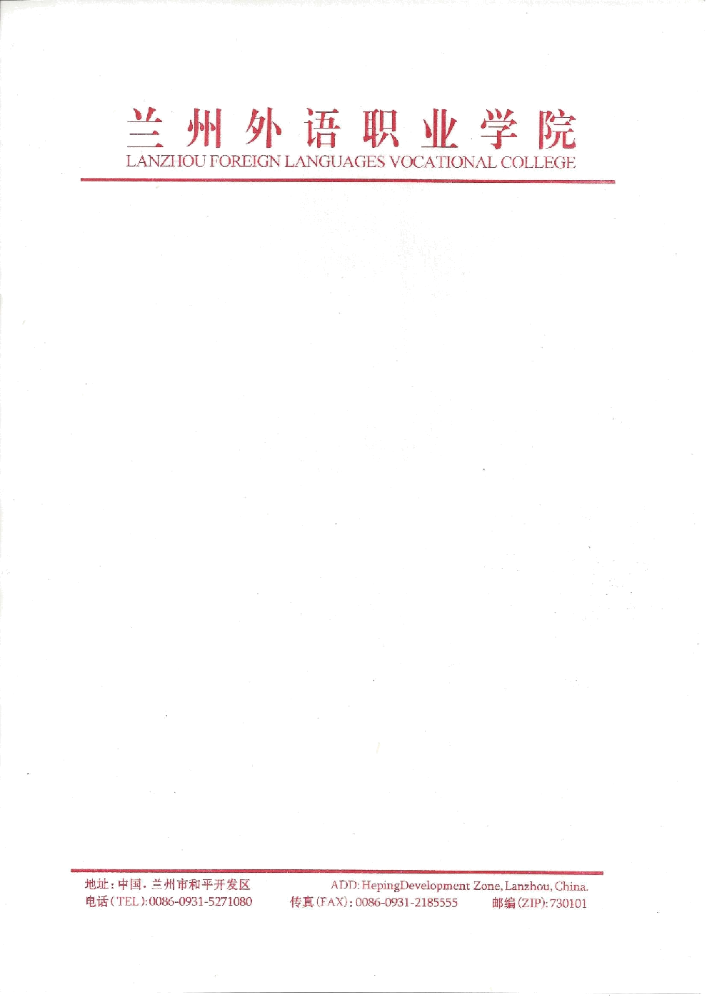 兰州外语职业学院
LANZHOU FOREIGN LANGUAGES VOCATIONAL COLLEGE
地址:中国.兰州市和平开发区 ADD:HepingDevelopment Zone,Lanzhou,China.
电话(TEL):0086-0931-5271080 传真(FAX):0086-0931-2185555 邮编(ZIP):730101